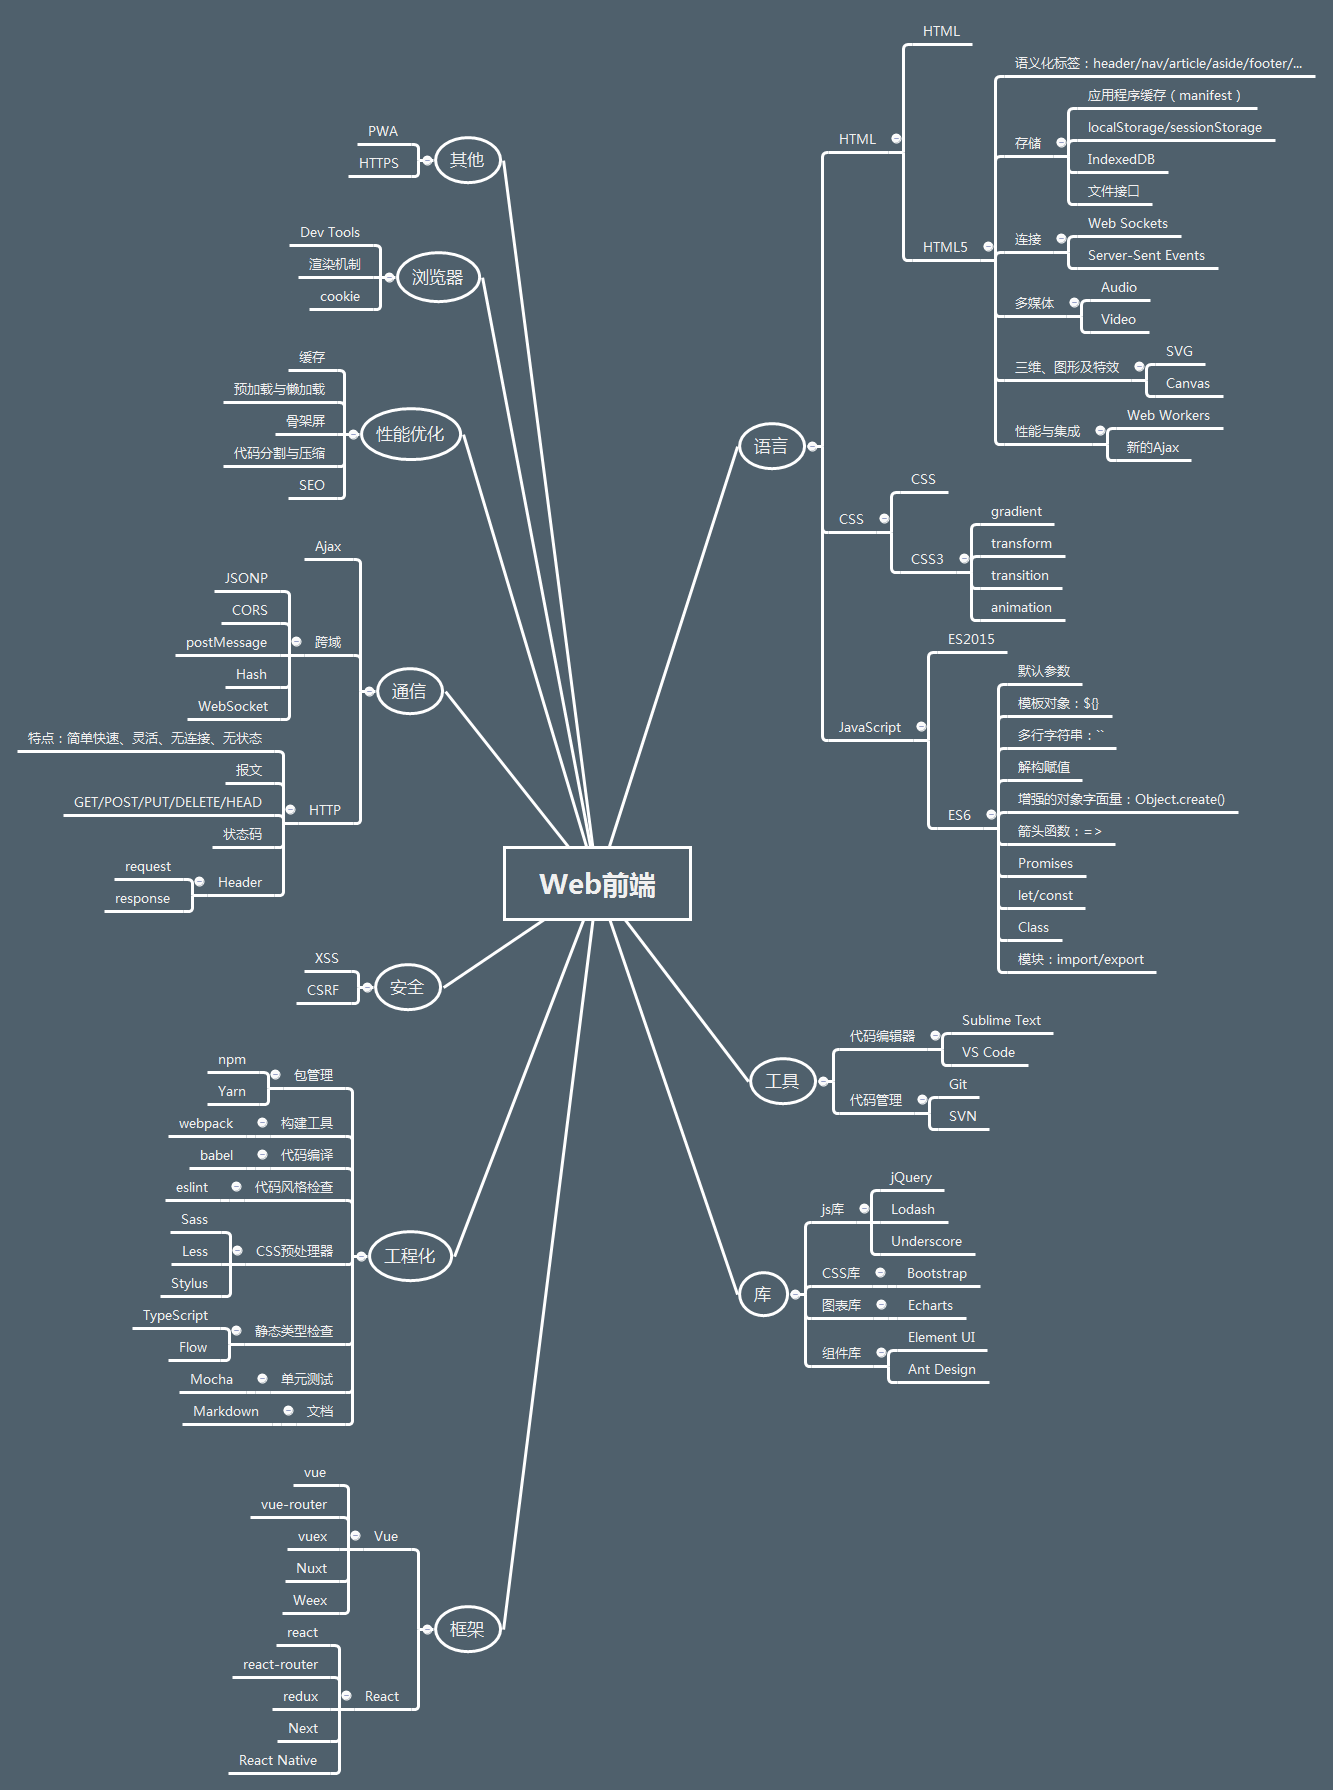 Web前端
语言
HTML
HTML
HTML5
语义化标签：header/nav/article/aside/footer/...
存储
应用程序缓存（manifest）
localStorage/sessionStorage
IndexedDB
文件接口
连接
Web Sockets
Server-Sent Events
多媒体
Audio
Video
三维、图形及特效
SVG
Canvas
性能与集成
Web Workers
新的Ajax
CSS
CSS
CSS3
gradient
transform
transition
animation
JavaScript
ES2015
ES6
默认参数
模板对象：${}
多行字符串：``
解构赋值
增强的对象字面量：Object.create()
箭头函数：=>
Promises
let/const
Class
模块：import/export
工具
代码编辑器
Sublime Text
VS Code
代码管理
Git
SVN
库
js库
jQuery
Lodash
Underscore
CSS库
Bootstrap
图表库
Echarts
组件库
Element UI
Ant Design
其他
PWA
HTTPS
浏览器
Dev Tools
渲染机制
cookie
性能优化
缓存
预加载与懒加载
骨架屏
代码分割与压缩
SEO
通信
Ajax
跨域
JSONP
CORS
postMessage
Hash
WebSocket
HTTP
特点：简单快速、灵活、无连接、无状态
报文
GET/POST/PUT/DELETE/HEAD
状态码
Header
request
response
安全
XSS
CSRF
工程化
包管理
npm
Yarn
构建工具
webpack
代码编译
babel
代码风格检查
eslint
CSS预处理器
Sass
Less
Stylus
静态类型检查
TypeScript
Flow
单元测试
Mocha
文档
Markdown
框架
Vue
vue
vue-router
vuex
Nuxt
Weex
React
react
react-router
redux
Next
React Native